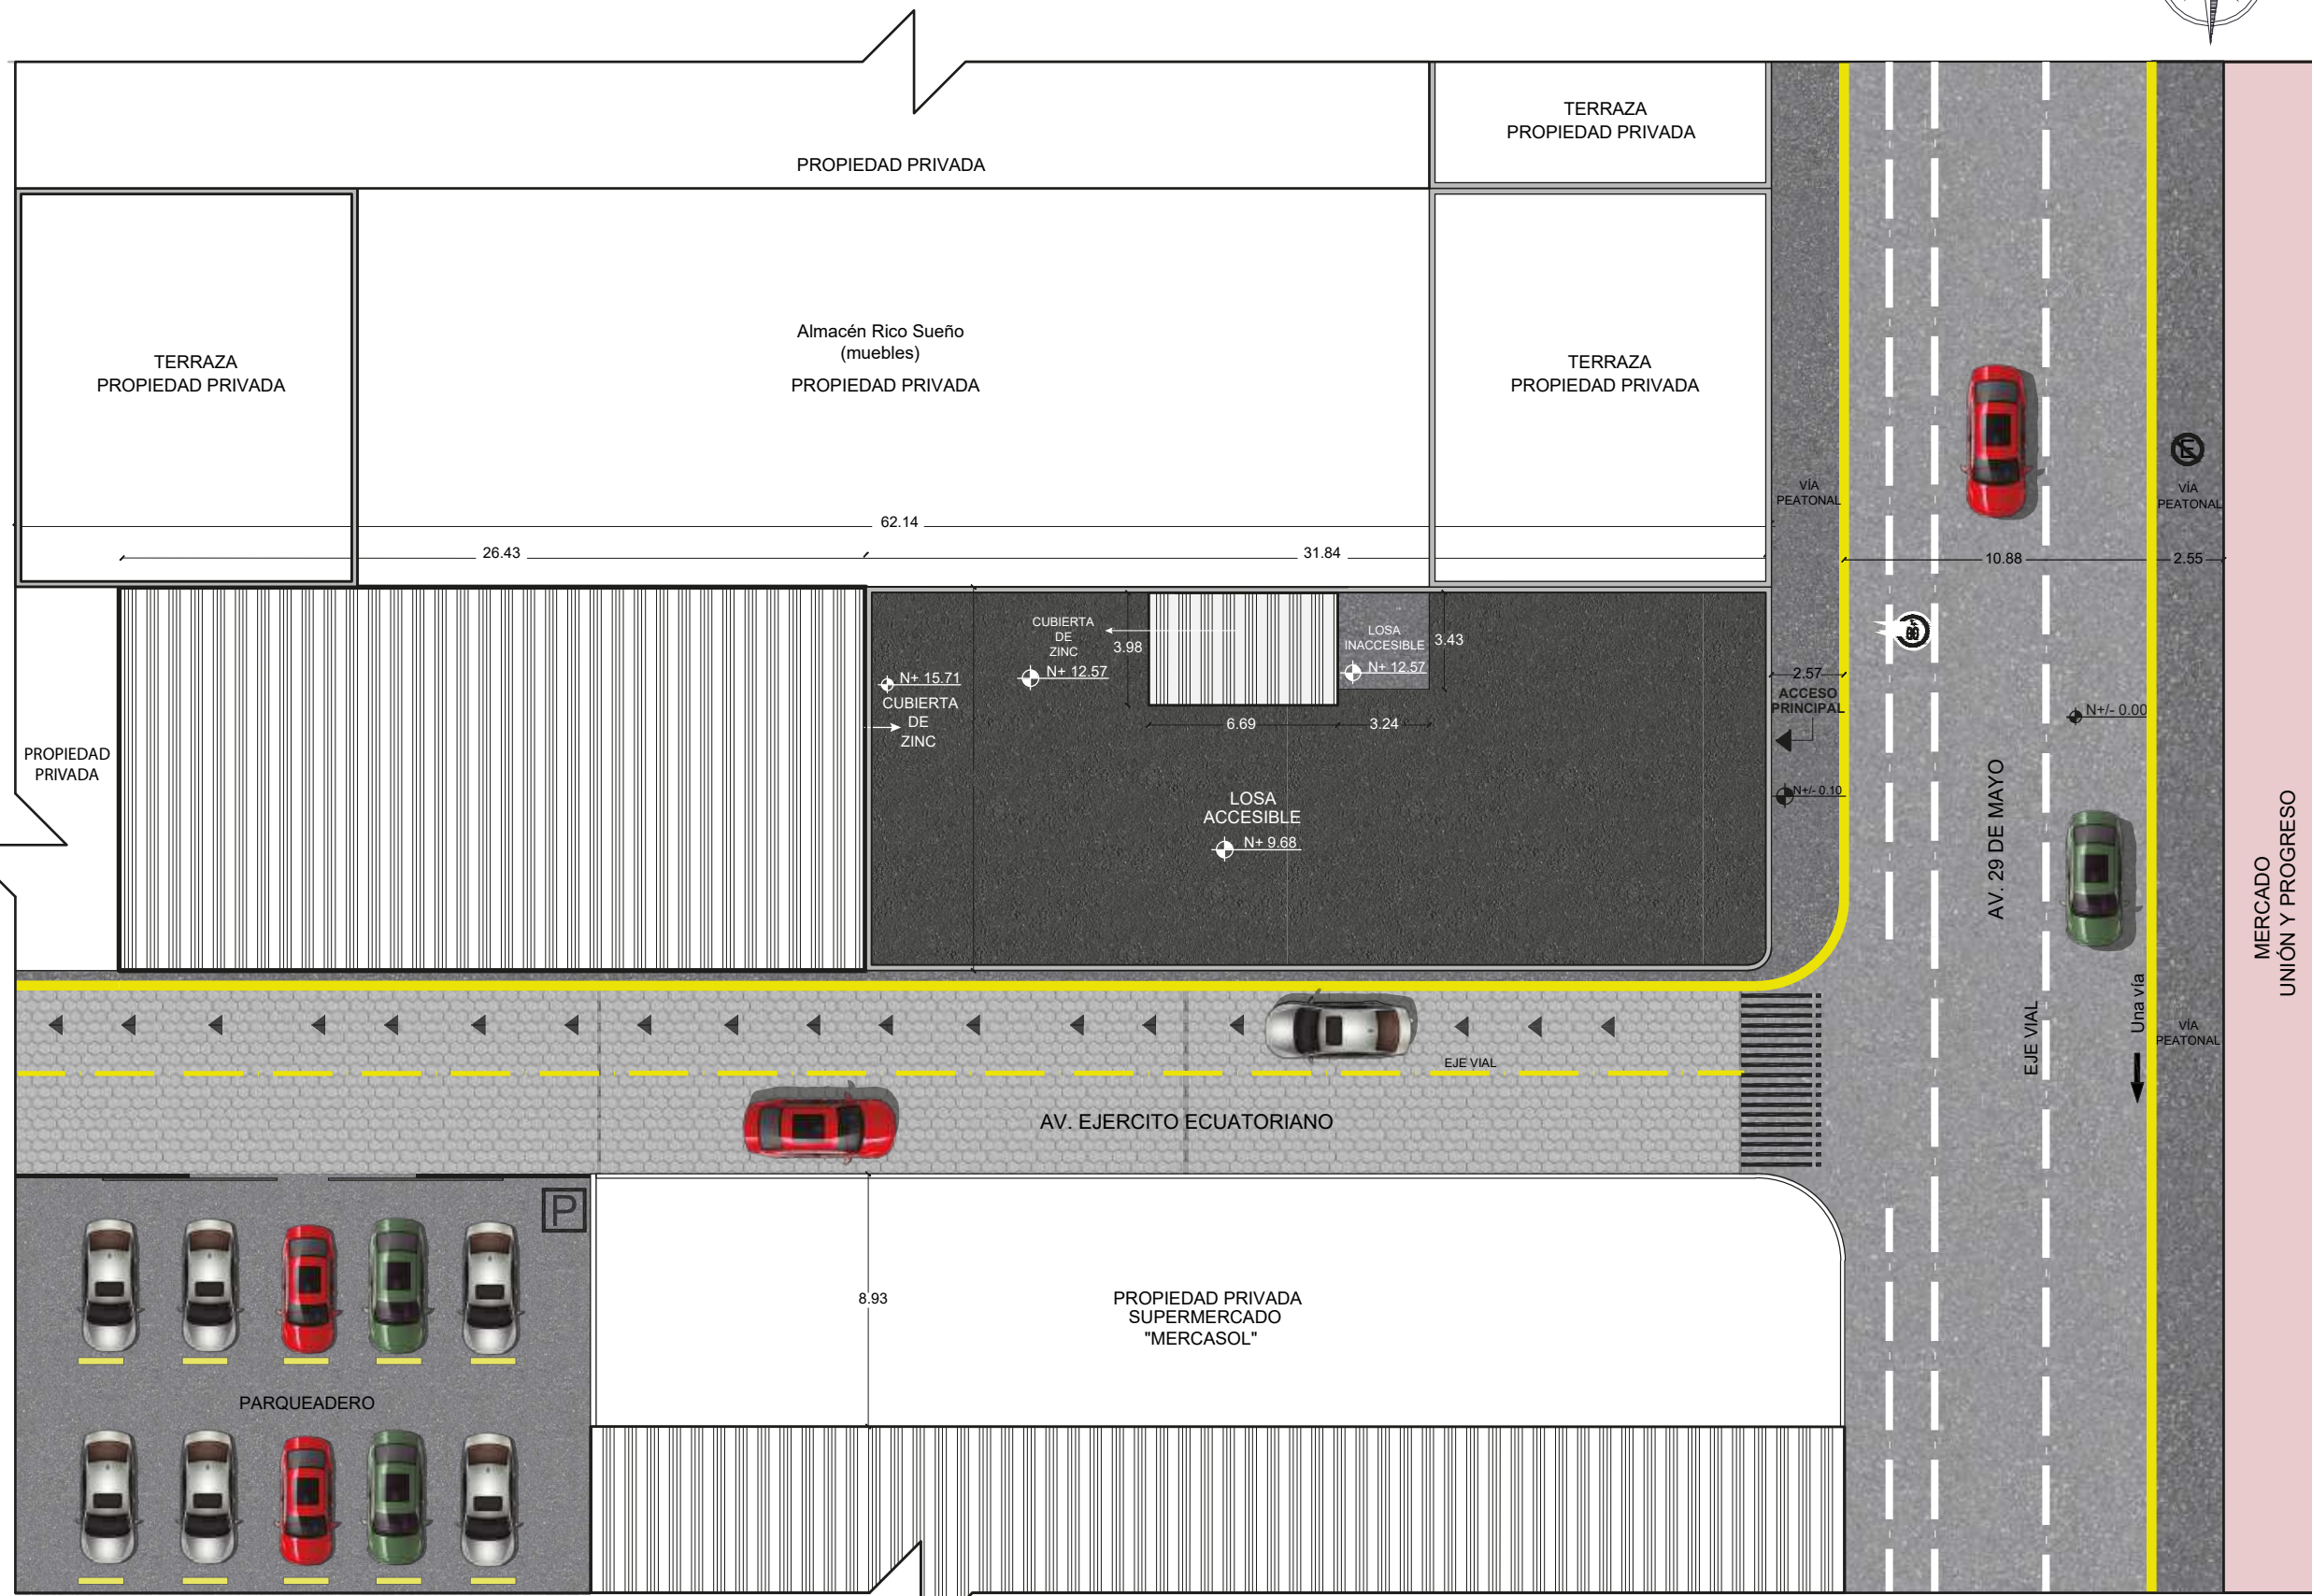 TERRAZA
PROPIEDAD PRIVADA
PROPIEDAD PRIVADA
TERRAZA
PROPIEDAD PRIVADA
Almacén Rico Sueño
(muebles)
PROPIEDAD PRIVADA
TERRAZA
PROPIEDAD PRIVADA
VÍA
PEATONAL
E
VÍA
PEATONAL
62.14
26.43
31.84
10.88
2.55
CUBIERTA
DE
ZINC
N+ 12.57
3.98
LOSA
INACCESIBLE
N+ 12.57
3.43
N+ 15.71
CUBIERTA
DE
ZINC
6.69
3.24
2.57
ACCESO
PRINCIPAL
N+/- 0.00
N+/- 0.10
PROPIEDAD
PRIVADA
LOSA
ACCESIBLE
N+ 9.68
AV. 29 DE MAYO
MERCADO
UNIÓN Y PROGRESO
EJE VIAL
Una vía
VÍA
PEATONAL
EJE VIAL
AV. EJERCITO ECUATORIANO
P
8.93
PROPIEDAD PRIVADA
SUPERMERCADO
"MERCASOL"
PARQUEADERO